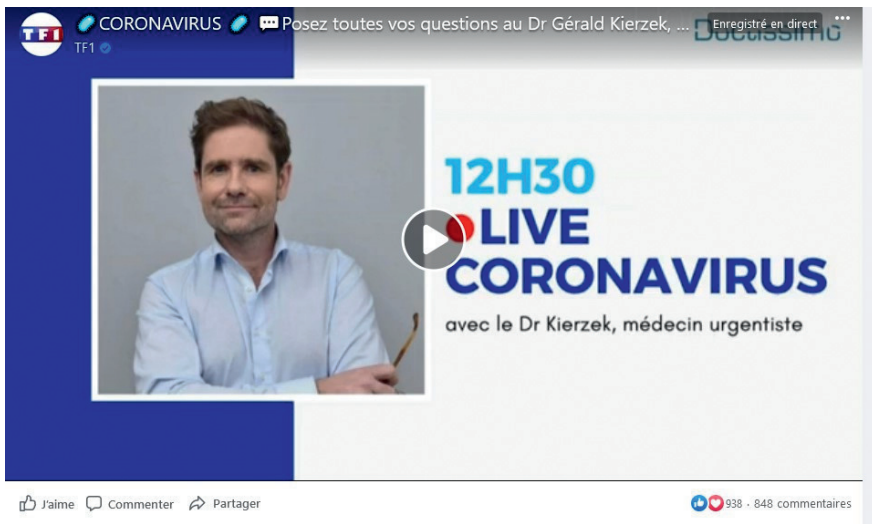 CORONAVIRUS Posez toutes vos questions au Dr Gérald Kierzek, ...
Enregistré en direct
TF1
TF1
Doctissimo
12H30
LIVE
CORONAVIRUS
avec le Dr Kierzek, médecin urgentiste
J'aime Commenter Partager
938 · 848 commentaires